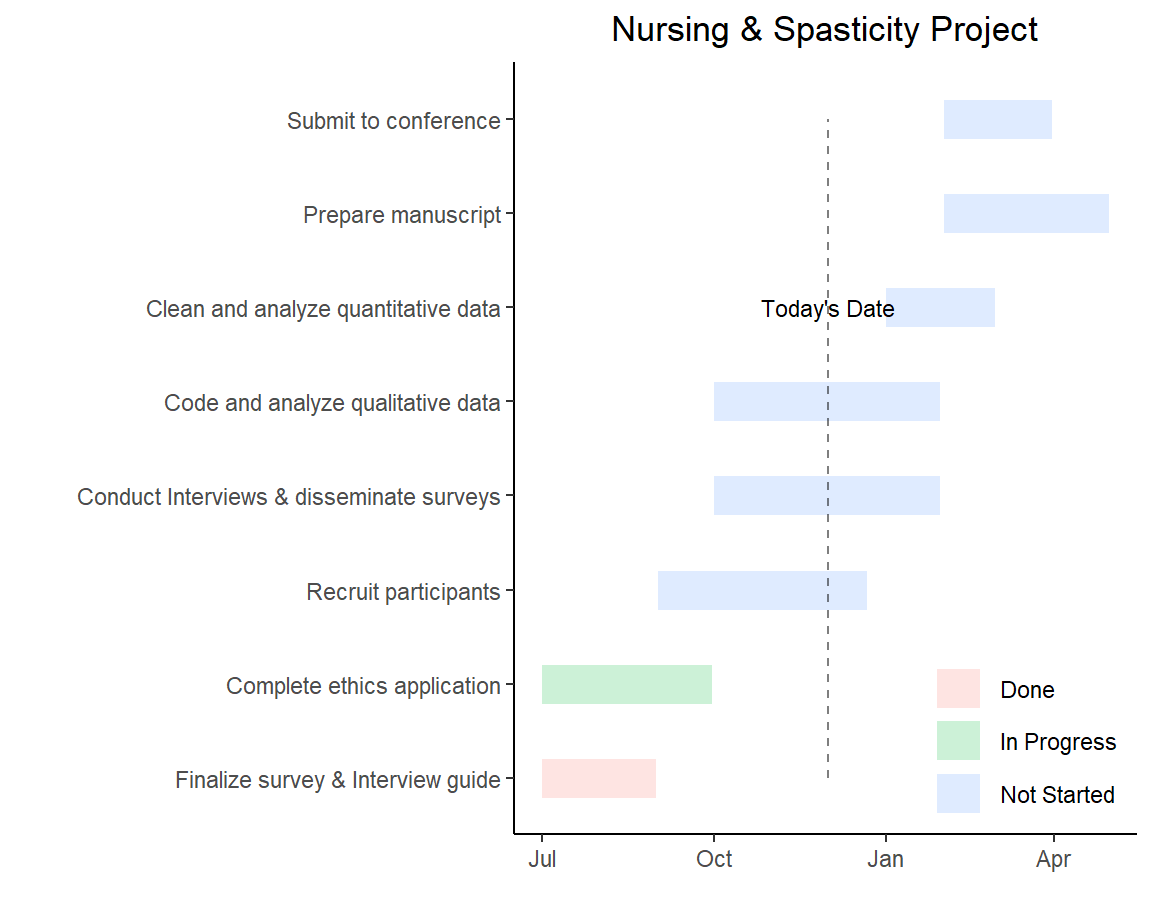 Nursing & Spasticity Project
Submit to conference
Prepare manuscript
Clean and analyze quantitative data
Today's Date
Code and analyze qualitative data
Conduct Interviews & disseminate surveys
Recruit participants
Complete ethics application
Finalize survey & Interview guide
Done
In Progress
Not Started
Jul Oct Jan Apr